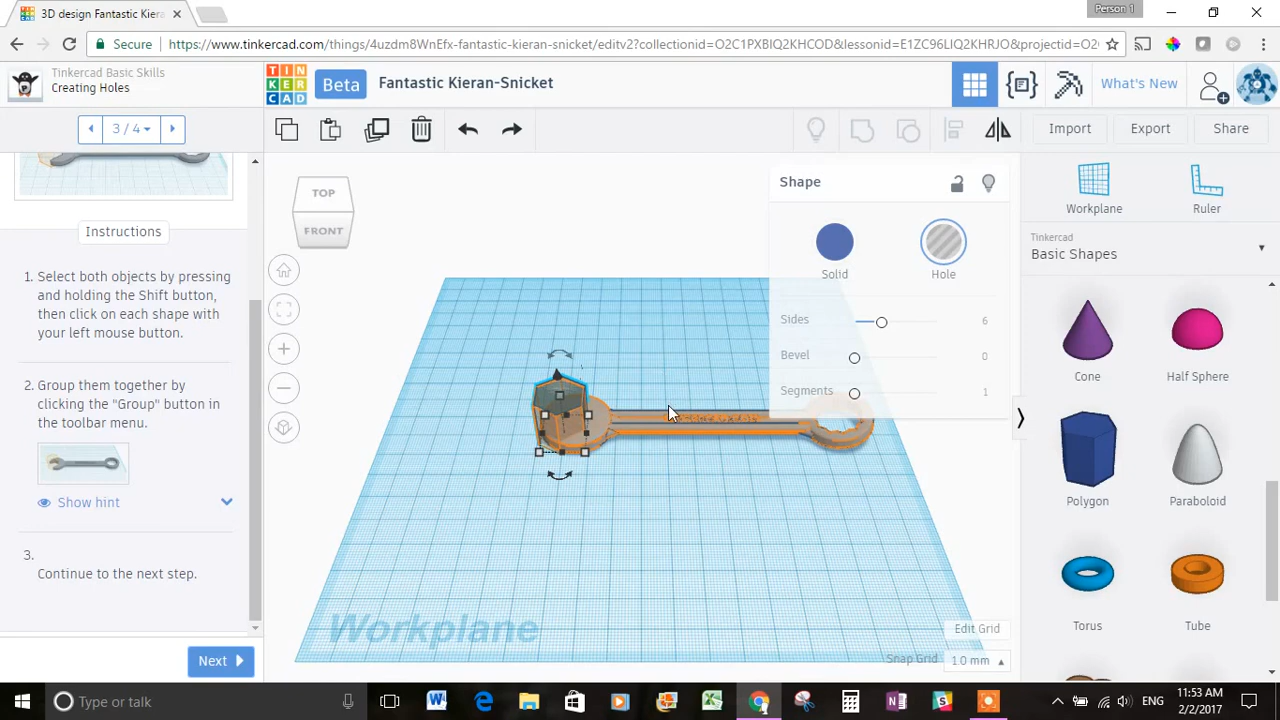 3D design Fantastic Kiera
Person 1
Secure
https://www.tinkercad.com/things/4uzdm8WnEfx-fantastic-kieran-snicket/editv2?collectionid=O2C1PXBIQ2KHCOD&lessonid=E1ZC96LIQ2KHRJO&projectid=O2
Tinkercad Basic Skills
Creating Holes
TIN
KER
CAD
Beta
Fantastic Kieran-Snicket
What's New
3 / 4
Import
Export
Share
Instructions
1. Select both objects by pressing
and holding the Shift button,
then click on each shape with
your left mouse button.
2. Group them together by
clicking the "Group" button in
the toolbar menu.
Show hint
3.
Continue to the next step.
Next
TOP
FRONT
Shape
Solid
Hole
Sides
6
Bevel
0
Segments
1
Workplane
Edit Grid
Snap Grid
1.0 mm
Workplane
Ruler
Tinkercad
Basic Shapes
Cone
Half Sphere
Polygon
Paraboloid
Torus
Tube
Type or talk
11:53 AM
2/2/2017